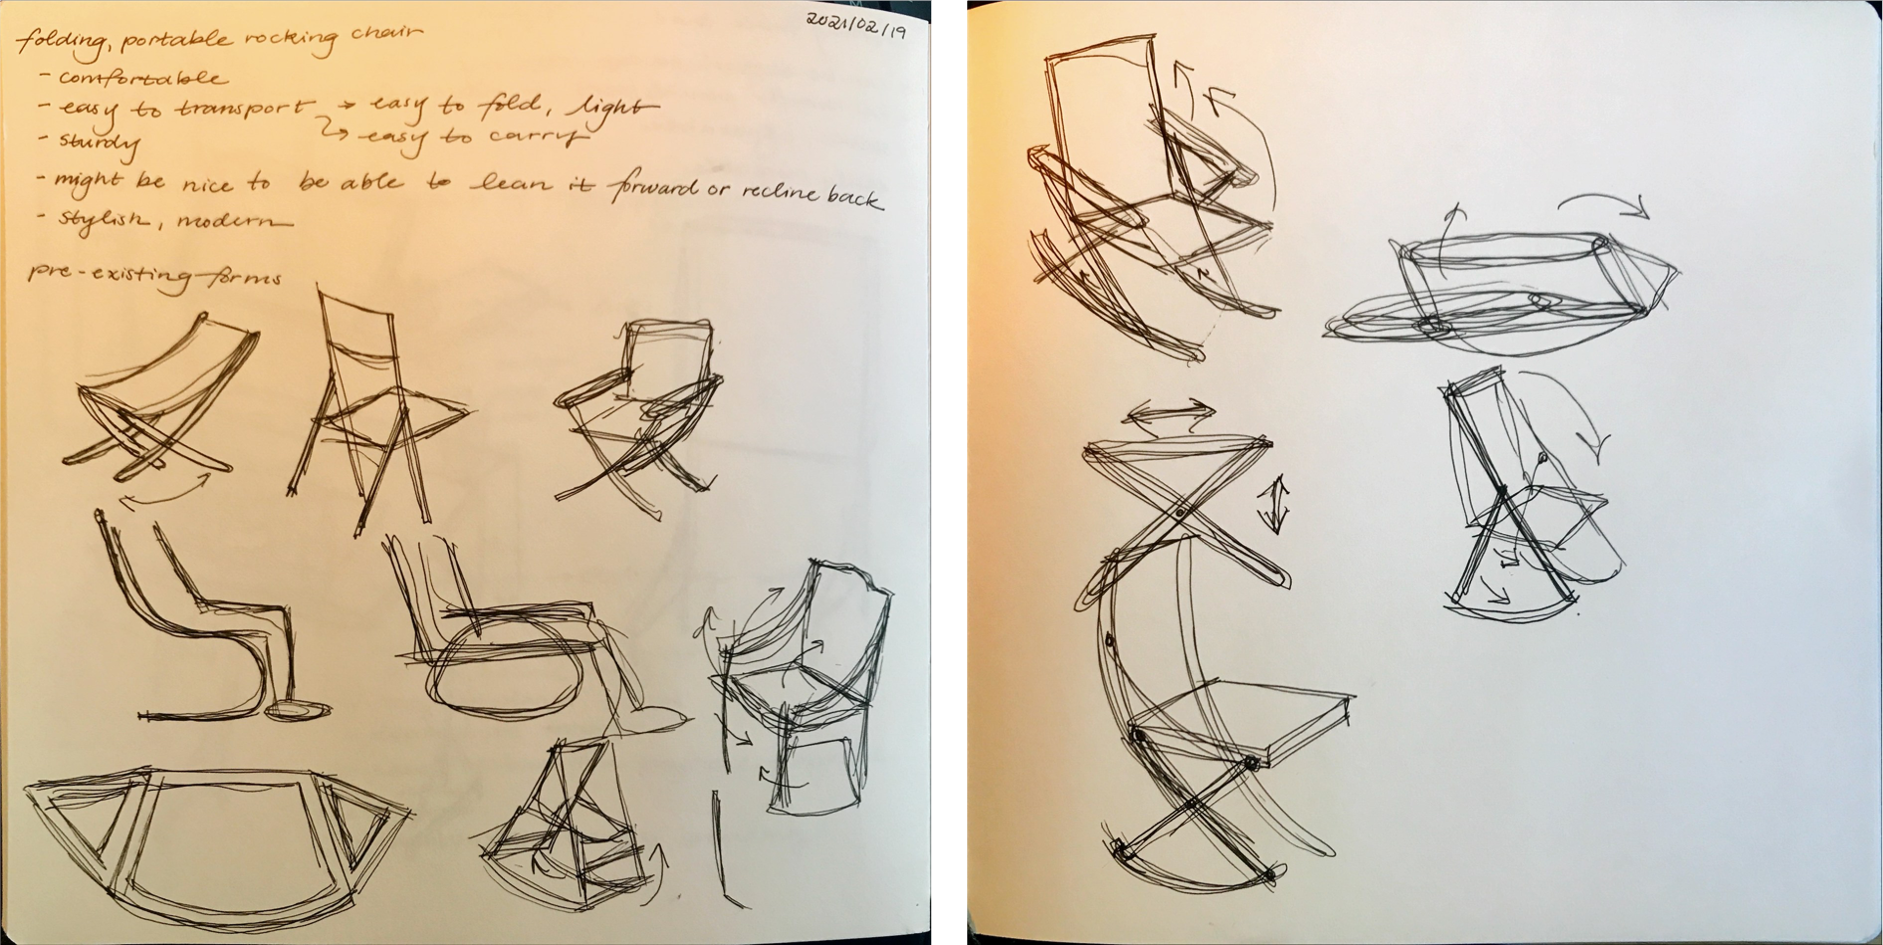 2021/02/19
folding, portable rocking chair
- comfortable
- easy to transport → easy to fold, light
↳ easy to carry
- sturdy
- might be nice to be able to lean it forward or recline back
- stylish, modern
pre-existing forms